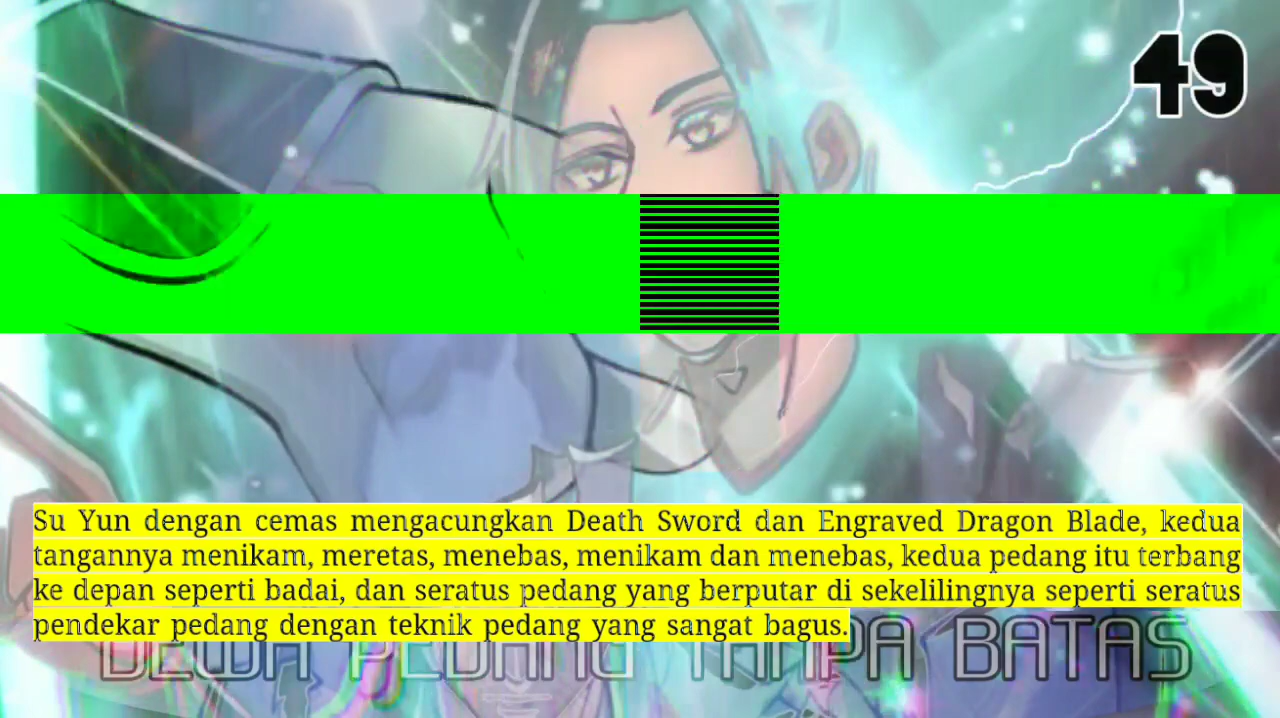 49
Su Yun dengan cemas mengacungkan Death Sword dan Engraved Dragon Blade, kedua
tangannya menikam, meretas, menebas, menikam dan menebas, kedua pedang itu terbang
ke depan seperti badai, dan seratus pedang yang berputar di sekelilingnya seperti seratus
pendekar pedang dengan teknik pedang yang sangat bagus.
DEWA PEDANG TANPA BATAS